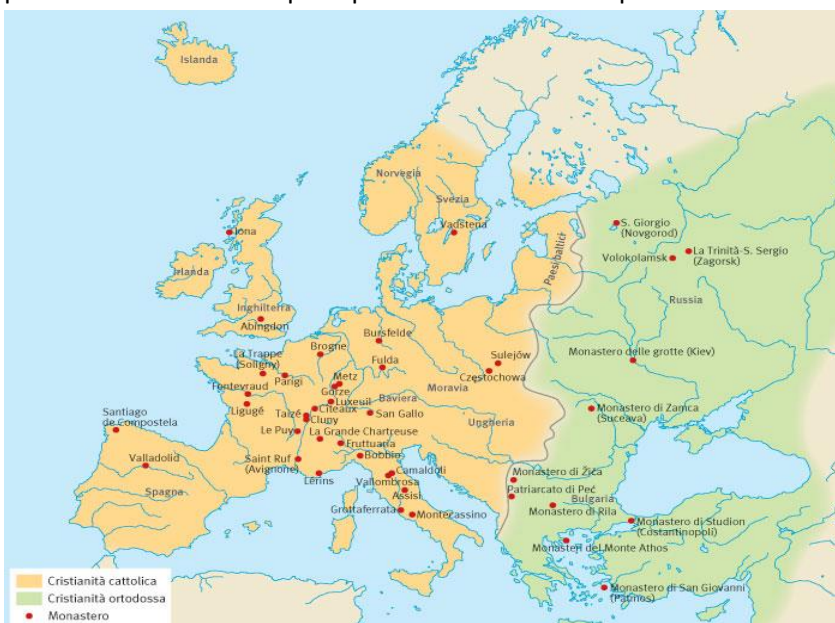 Islanda
Norvegia
Svezia
Vadstena
Iona
Irlanda
Inghilterra
Abingdon
Paesi baltici
S. Giorgio
(Novgorod)
Volokolamsk
La Trinità-S. Sergio
(Zagorsk)
Russia
Bursfelde
Brogne
Fulda
Sulejów
Częstochowa
Monastero delle grotte (Kiev)
La Trappe
(Soligny)
Parigi
Metz
Gorze
Moravia
Fontevraud
Luxeuil
Baviera
Ligugé
Taizé
Citeaux
Cluny
San Gallo
Ungheria
Monastero di Zamca
(Suceava)
Santiago
de Compostela
Le Puy
La Grande Chartreuse
Fruttuaria
Valladolid
Saint Ruf
(Avignone)
Bobbio
Lérins
Camaldoli
Vallombrosa
Assisi
Spagna
Grottaferrata
Montecassino
Monastero di Žiča
Patriarcato di Peć
Bulgaria
Monastero di Rila
Monastero di Studion
(Costantinopoli)
Monasteri del Monte Athos
Monastero di San Giovanni
(Patmos)
Cristianità cattolica
Cristianità ortodossa
Monastero